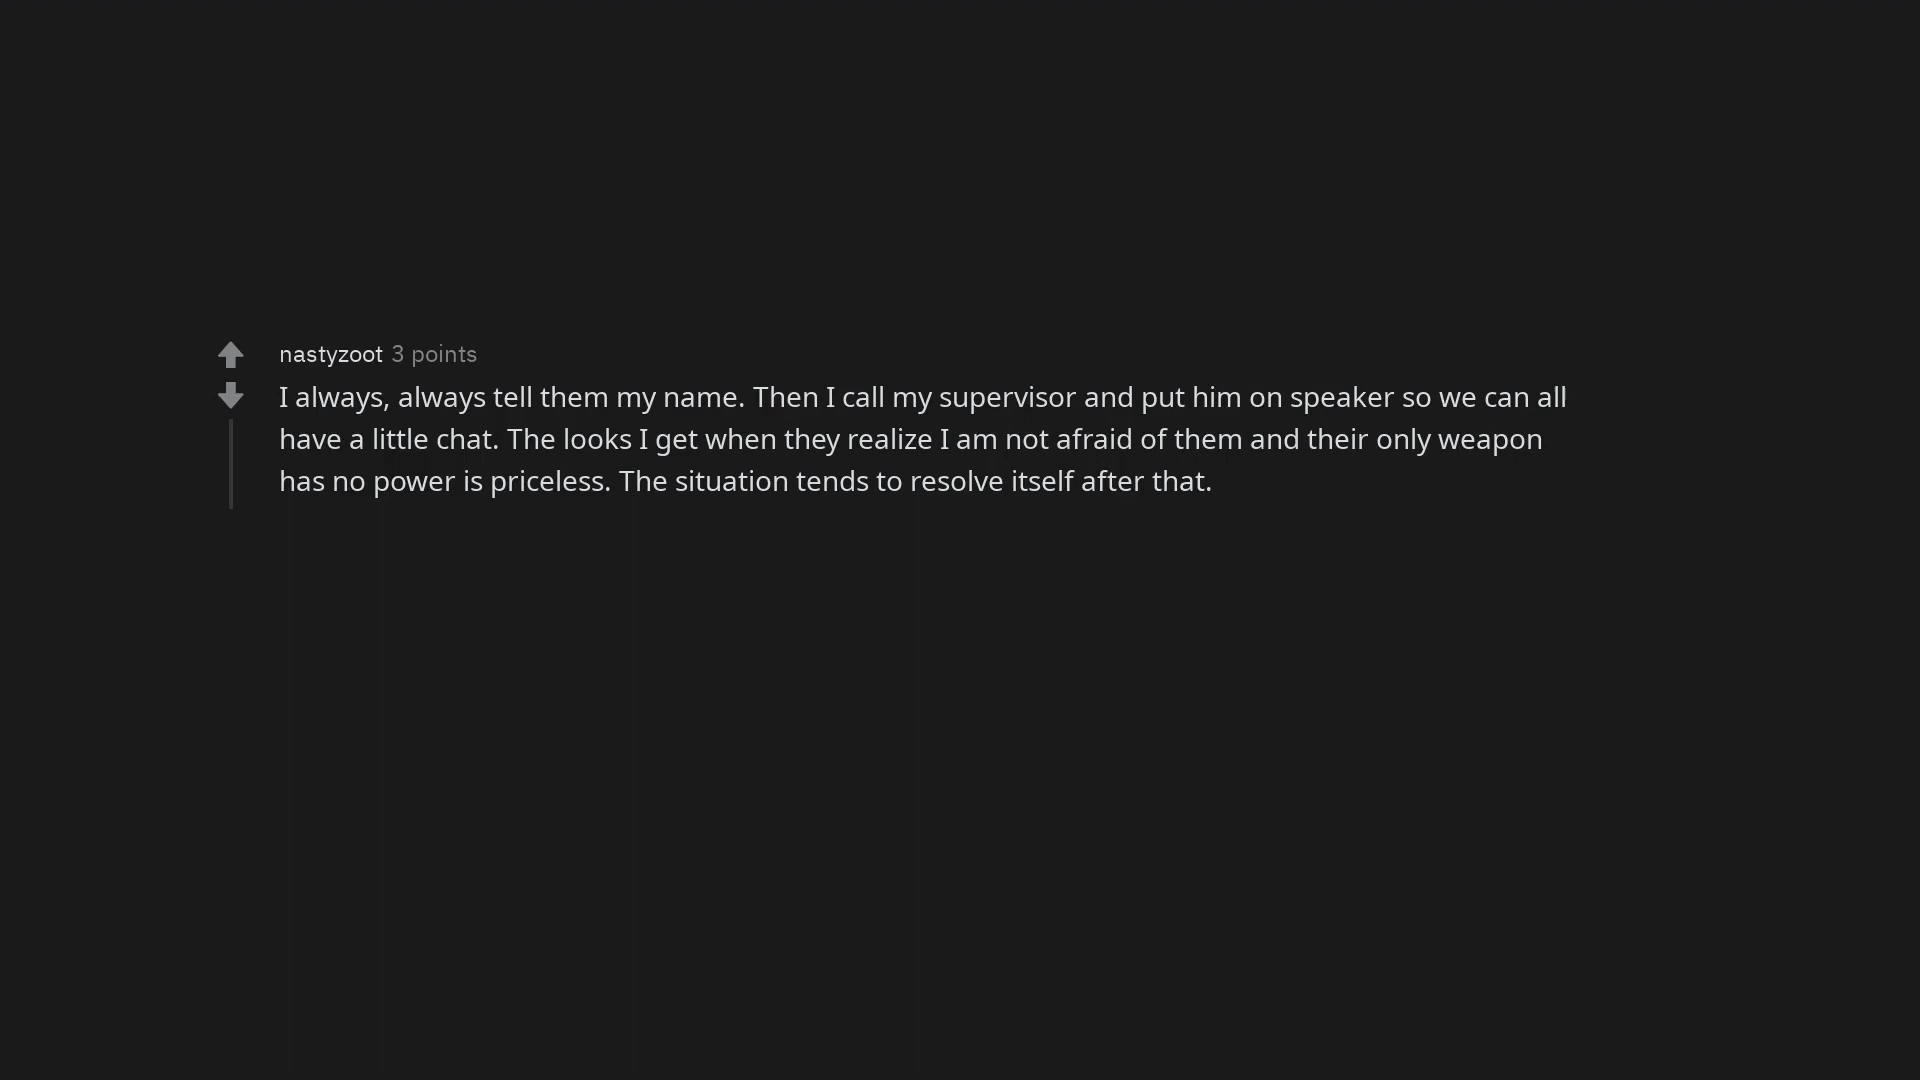 nastyzoot 3 points
I always, always tell them my name. Then I call my supervisor and put him on speaker so we can all
have a little chat. The looks I get when they realize I am not afraid of them and their only weapon
has no power is priceless. The situation tends to resolve itself after that.